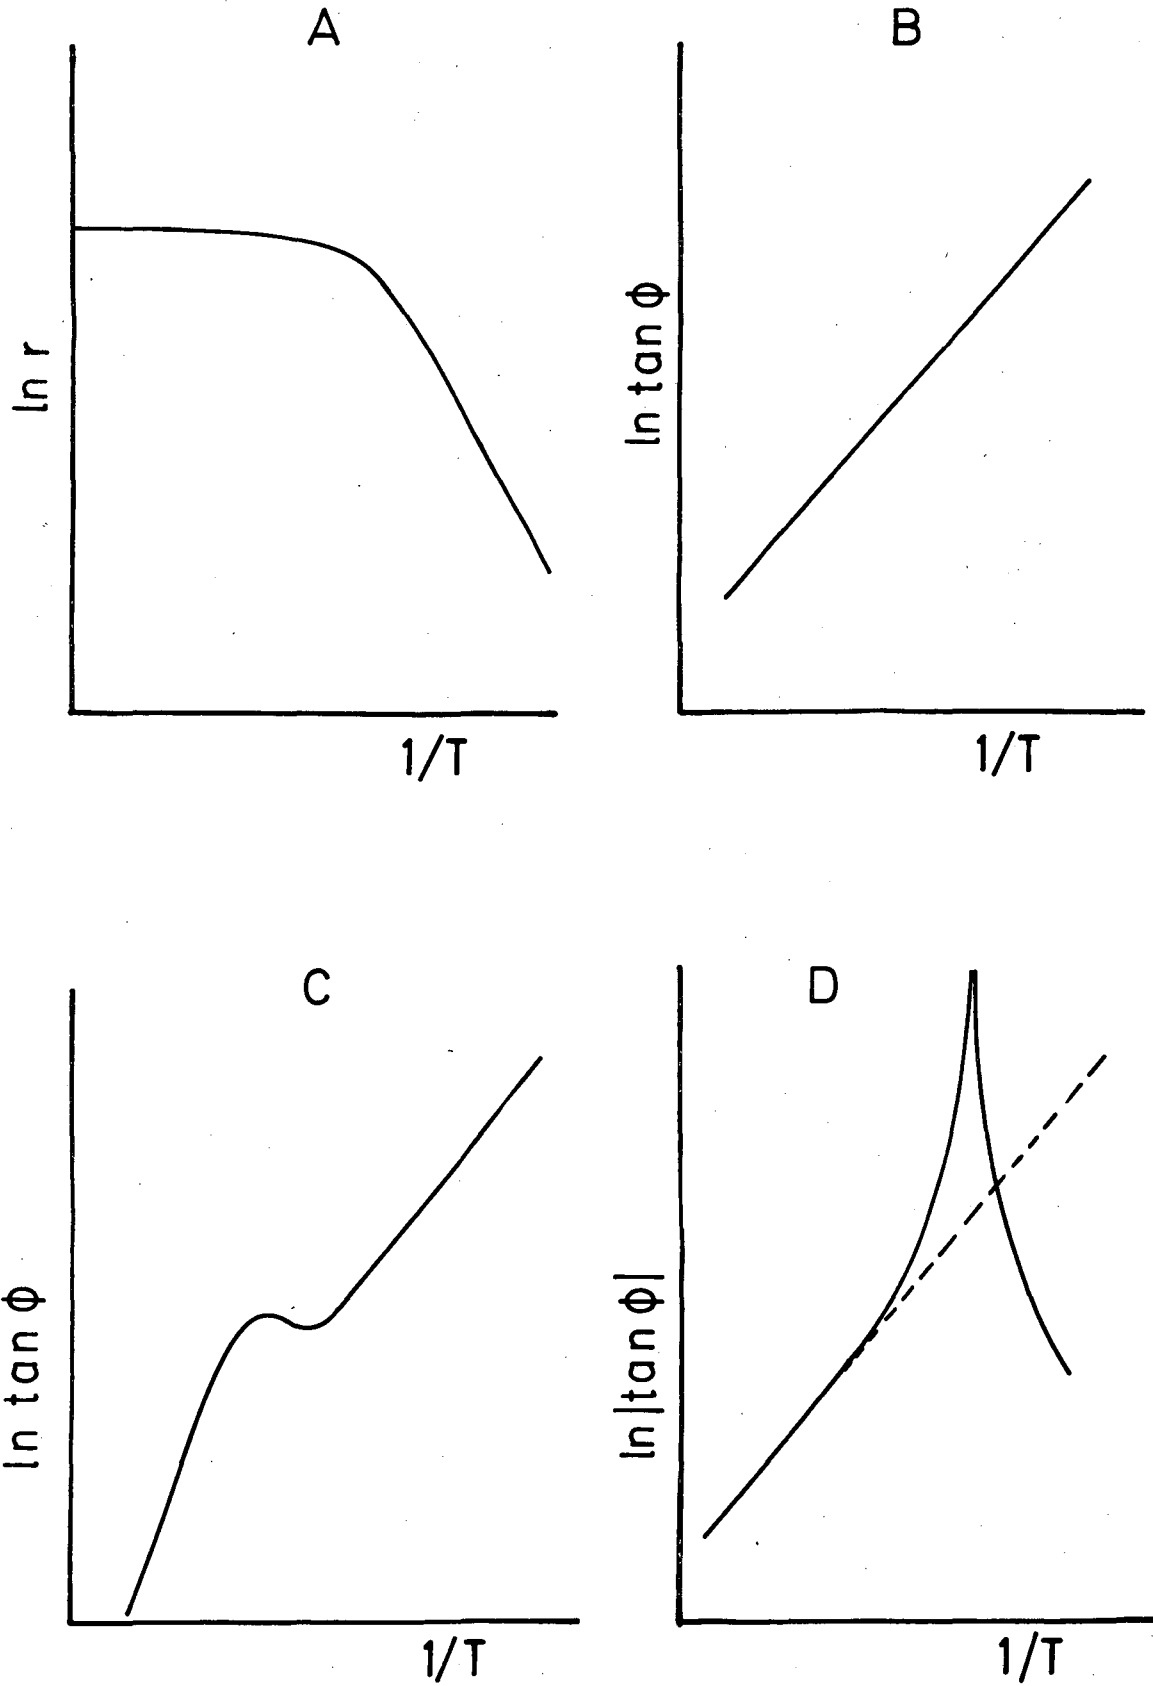 A
ln r
1/T
B
ln tan ϕ
1/T
C
ln tan ϕ
1/T
D
ln |tan ϕ|
1/T